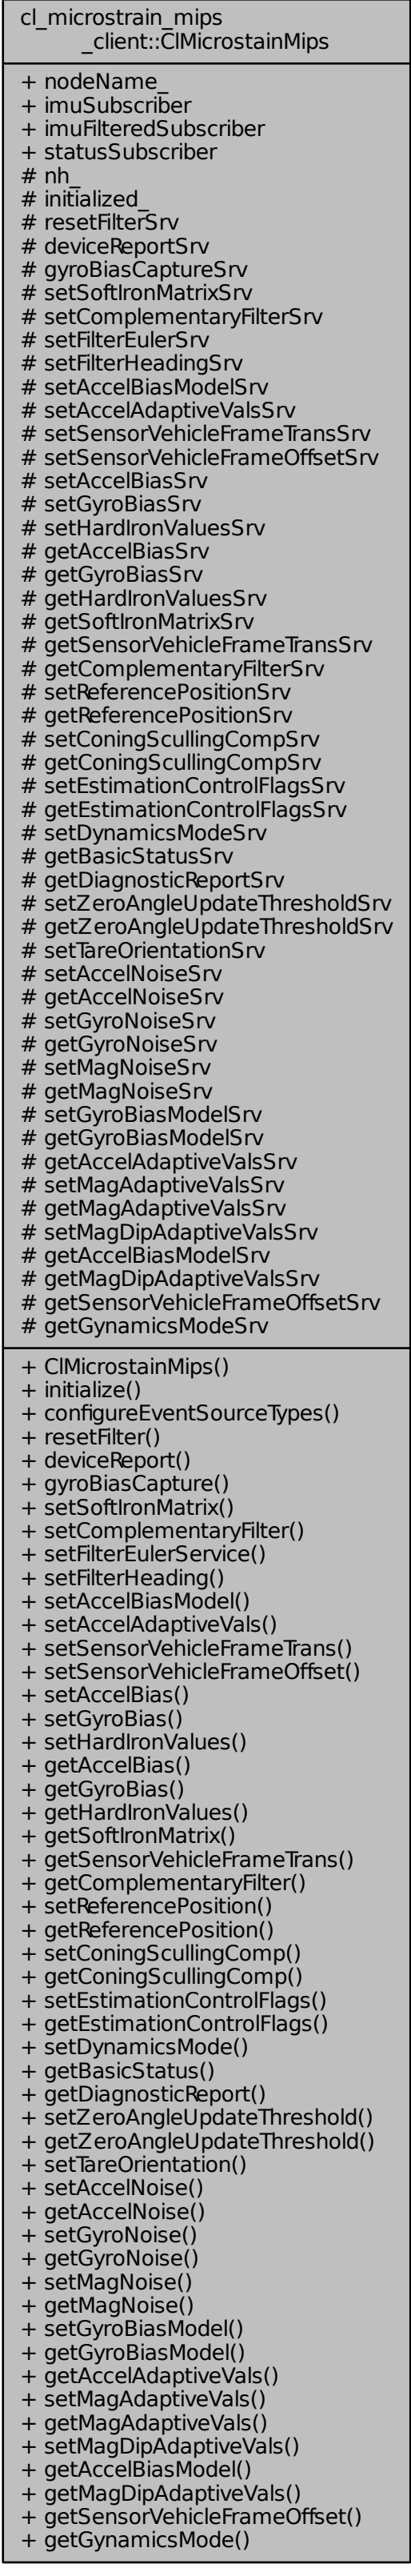 cl_microstrain_mips
_client::ClMicrostainMips
+ nodeName_
+ imuSubscriber
+ imuFilteredSubscriber
+ statusSubscriber
# nh_
# initialized_
# resetFilterSrv
# deviceReportSrv
# gyroBiasCaptureSrv
# setSoftIronMatrixSrv
# setComplementaryFilterSrv
# setFilterEulerSrv
# setFilterHeadingSrv
# setAccelBiasModelSrv
# setAccelAdaptiveValsSrv
# setSensorVehicleFrameTransSrv
# setSensorVehicleFrameOffsetSrv
# setAccelBiasSrv
# setGyroBiasSrv
# setHardIronValuesSrv
# getAccelBiasSrv
# getGyroBiasSrv
# getHardIronValuesSrv
# getSoftIronMatrixSrv
# getSensorVehicleFrameTransSrv
# getComplementaryFilterSrv
# setReferencePositionSrv
# getReferencePositionSrv
# setConingScullingCompSrv
# getConingScullingCompSrv
# setEstimationControlFlagsSrv
# getEstimationControlFlagsSrv
# setDynamicsModeSrv
# getBasicStatusSrv
# getDiagnosticReportSrv
# setZeroAngleUpdateThresholdSrv
# getZeroAngleUpdateThresholdSrv
# setTareOrientationSrv
# setAccelNoiseSrv
# getAccelNoiseSrv
# setGyroNoiseSrv
# getGyroNoiseSrv
# setMagNoiseSrv
# getMagNoiseSrv
# setGyroBiasModelSrv
# getGyroBiasModelSrv
# getAccelAdaptiveValsSrv
# setMagAdaptiveValsSrv
# getMagAdaptiveValsSrv
# setMagDipAdaptiveValsSrv
# getAccelBiasModelSrv
# getMagDipAdaptiveValsSrv
# getSensorVehicleFrameOffsetSrv
# getGynamicsModeSrv
+ ClMicrostainMips()
+ initialize()
+ configureEventSourceTypes()
+ resetFilter()
+ deviceReport()
+ gyroBiasCapture()
+ setSoftIronMatrix()
+ setComplementaryFilter()
+ setFilterEulerService()
+ setFilterHeading()
+ setAccelBiasModel()
+ setAccelAdaptiveVals()
+ setSensorVehicleFrameTrans()
+ setSensorVehicleFrameOffset()
+ setAccelBias()
+ setGyroBias()
+ setHardIronValues()
+ getAccelBias()
+ getGyroBias()
+ getHardIronValues()
+ getSoftIronMatrix()
+ getSensorVehicleFrameTrans()
+ getComplementaryFilter()
+ setReferencePosition()
+ getReferencePosition()
+ setConingScullingComp()
+ getConingScullingComp()
+ setEstimationControlFlags()
+ getEstimationControlFlags()
+ setDynamicsMode()
+ getBasicStatus()
+ getDiagnosticReport()
+ setZeroAngleUpdateThreshold()
+ getZeroAngleUpdateThreshold()
+ setTareOrientation()
+ setAccelNoise()
+ getAccelNoise()
+ setGyroNoise()
+ getGyroNoise()
+ setMagNoise()
+ getMagNoise()
+ setGyroBiasModel()
+ getGyroBiasModel()
+ getAccelAdaptiveVals()
+ setMagAdaptiveVals()
+ getMagAdaptiveVals()
+ setMagDipAdaptiveVals()
+ getAccelBiasModel()
+ getMagDipAdaptiveVals()
+ getSensorVehicleFrameOffset()
+ getGynamicsMode()